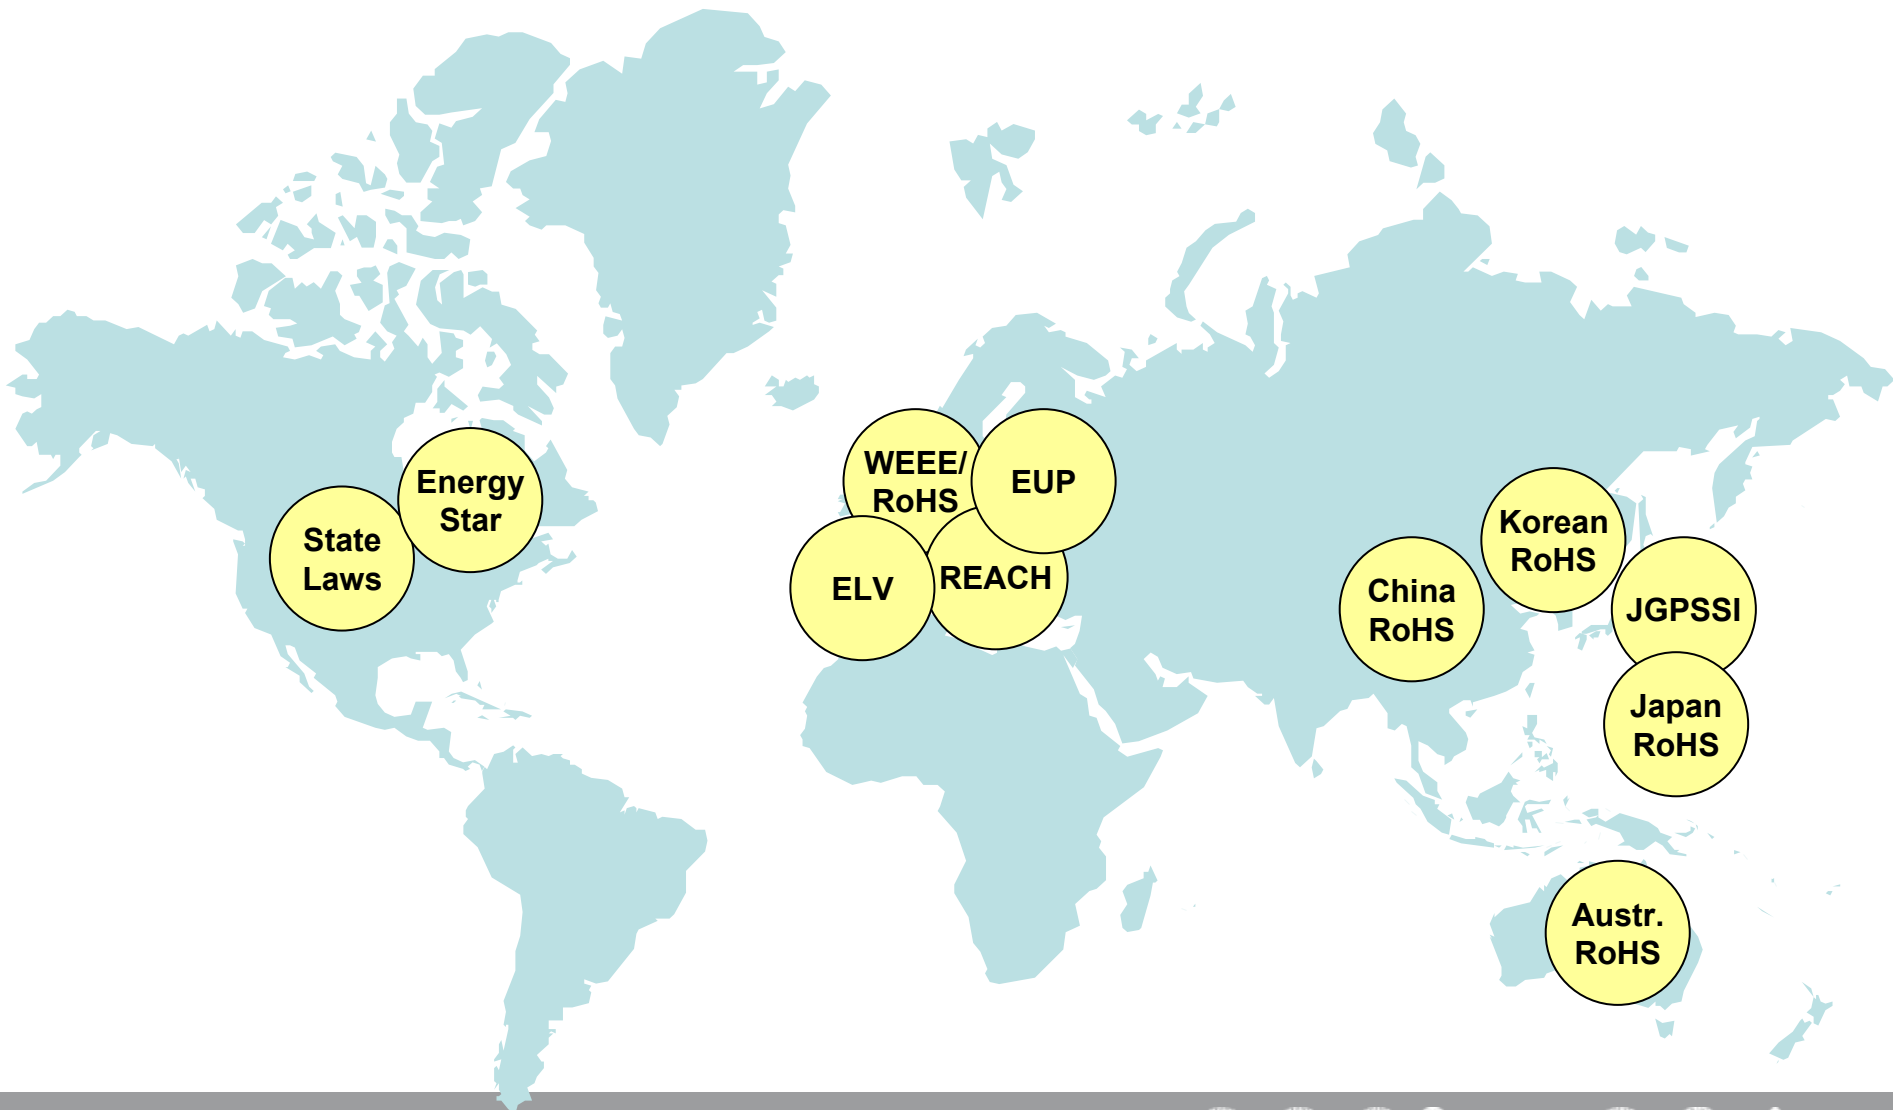 Energy
Star
State
Laws
WEEE/
RoHS
EUP
ELV
REACH
Korean
RoHS
China
RoHS
JGPSSI
Japan
RoHS
Austr.
RoHS